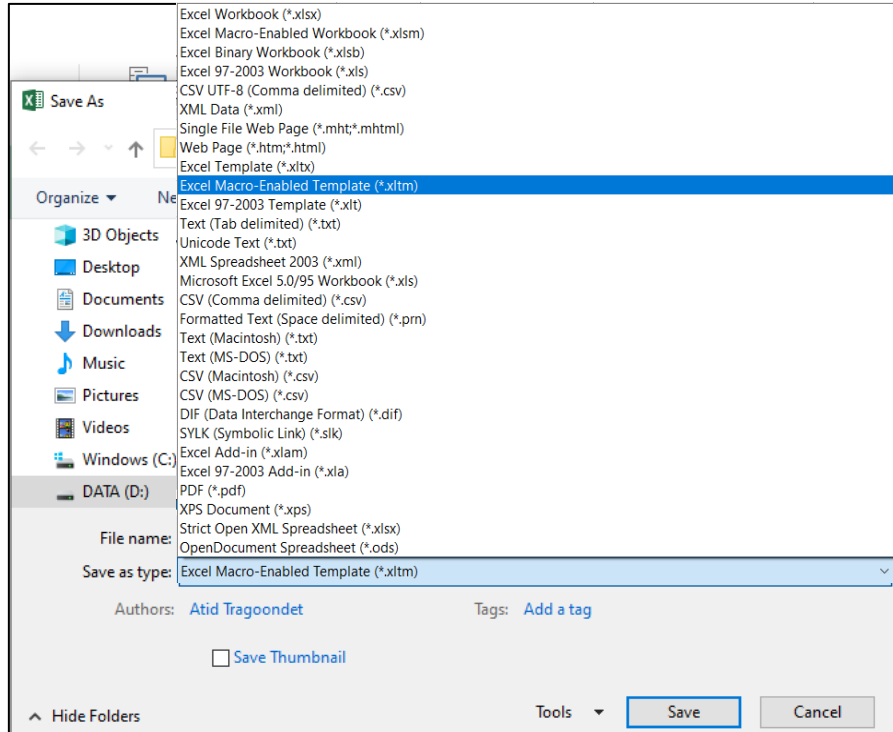 Excel Workbook (*.xlsx)
Excel Macro-Enabled Workbook (*.xlsm)
Excel Binary Workbook (*.xlsb)
Excel 97-2003 Workbook (*.xls)
CSV UTF-8 (Comma delimited) (*.csv)
XML Data (*.xml)
Single File Web Page (*.mht;*.mhtml)
Web Page (*.htm;*.html)
Excel Template (*.xltx)
Excel Macro-Enabled Template (*.xltm)
Excel 97-2003 Template (*.xlt)
Text (Tab delimited) (*.txt)
Unicode Text (*.txt)
XML Spreadsheet 2003 (*.xml)
Microsoft Excel 5.0/95 Workbook (*.xls)
CSV (Comma delimited) (*.csv)
Formatted Text (Space delimited) (*.prn)
Text (Macintosh) (*.txt)
Text (MS-DOS) (*.txt)
CSV (Macintosh) (*.csv)
CSV (MS-DOS) (*.csv)
DIF (Data Interchange Format) (*.dif)
SYLK (Symbolic Link) (*.slk)
Excel Add-in (*.xlam)
Excel 97-2003 Add-in (*.xla)
PDF (*.pdf)
XPS Document (*.xps)
Strict Open XML Spreadsheet (*.xlsx)
OpenDocument Spreadsheet (*.ods)
Save As
Organize
Ne
3D Objects
Desktop
Documents
Downloads
Music
Pictures
Videos
Windows (C:)
DATA (D:)
File name:
Save as type: Excel Macro-Enabled Template (*.xltm)
Authors: Atid Tragoondet Tags: Add a tag
Save Thumbnail
Hide Folders Tools Save Cancel